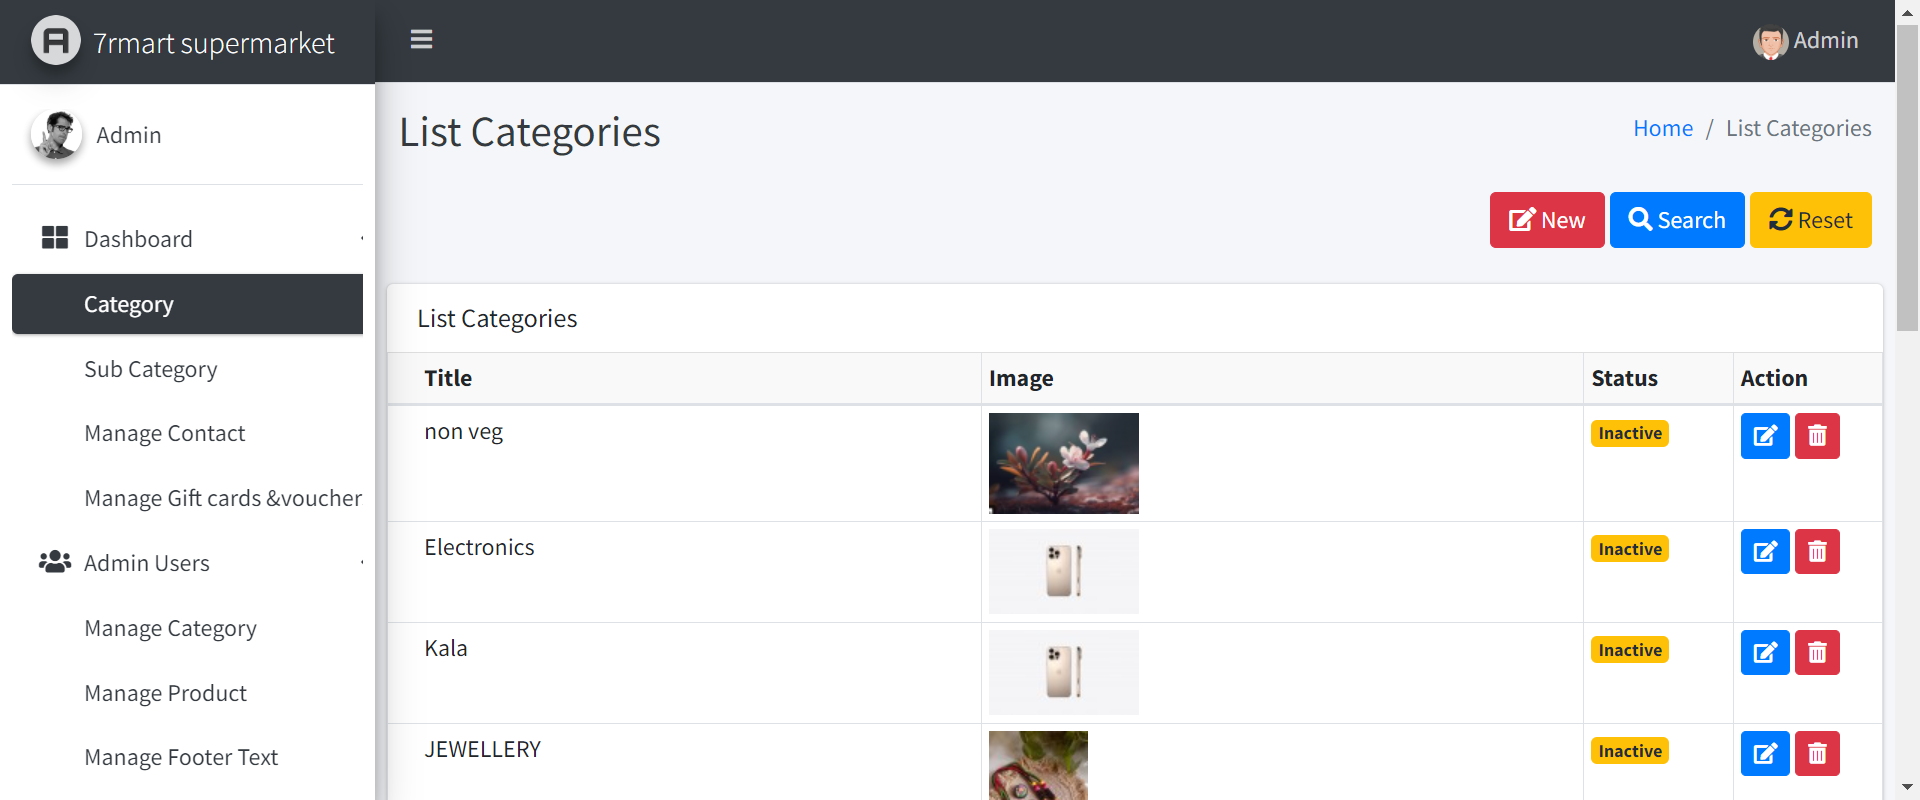 7rmart supermarket
Admin
Admin
Dashboard
Category
Sub Category
Manage Contact
Manage Gift cards &voucher
Admin Users
Manage Category
Manage Product
Manage Footer Text
List Categories
Home / List Categories
New Search Reset
List Categories
Title Image Status Action
non veg Inactive
Electronics Inactive
Kala Inactive
JEWELLERY Inactive